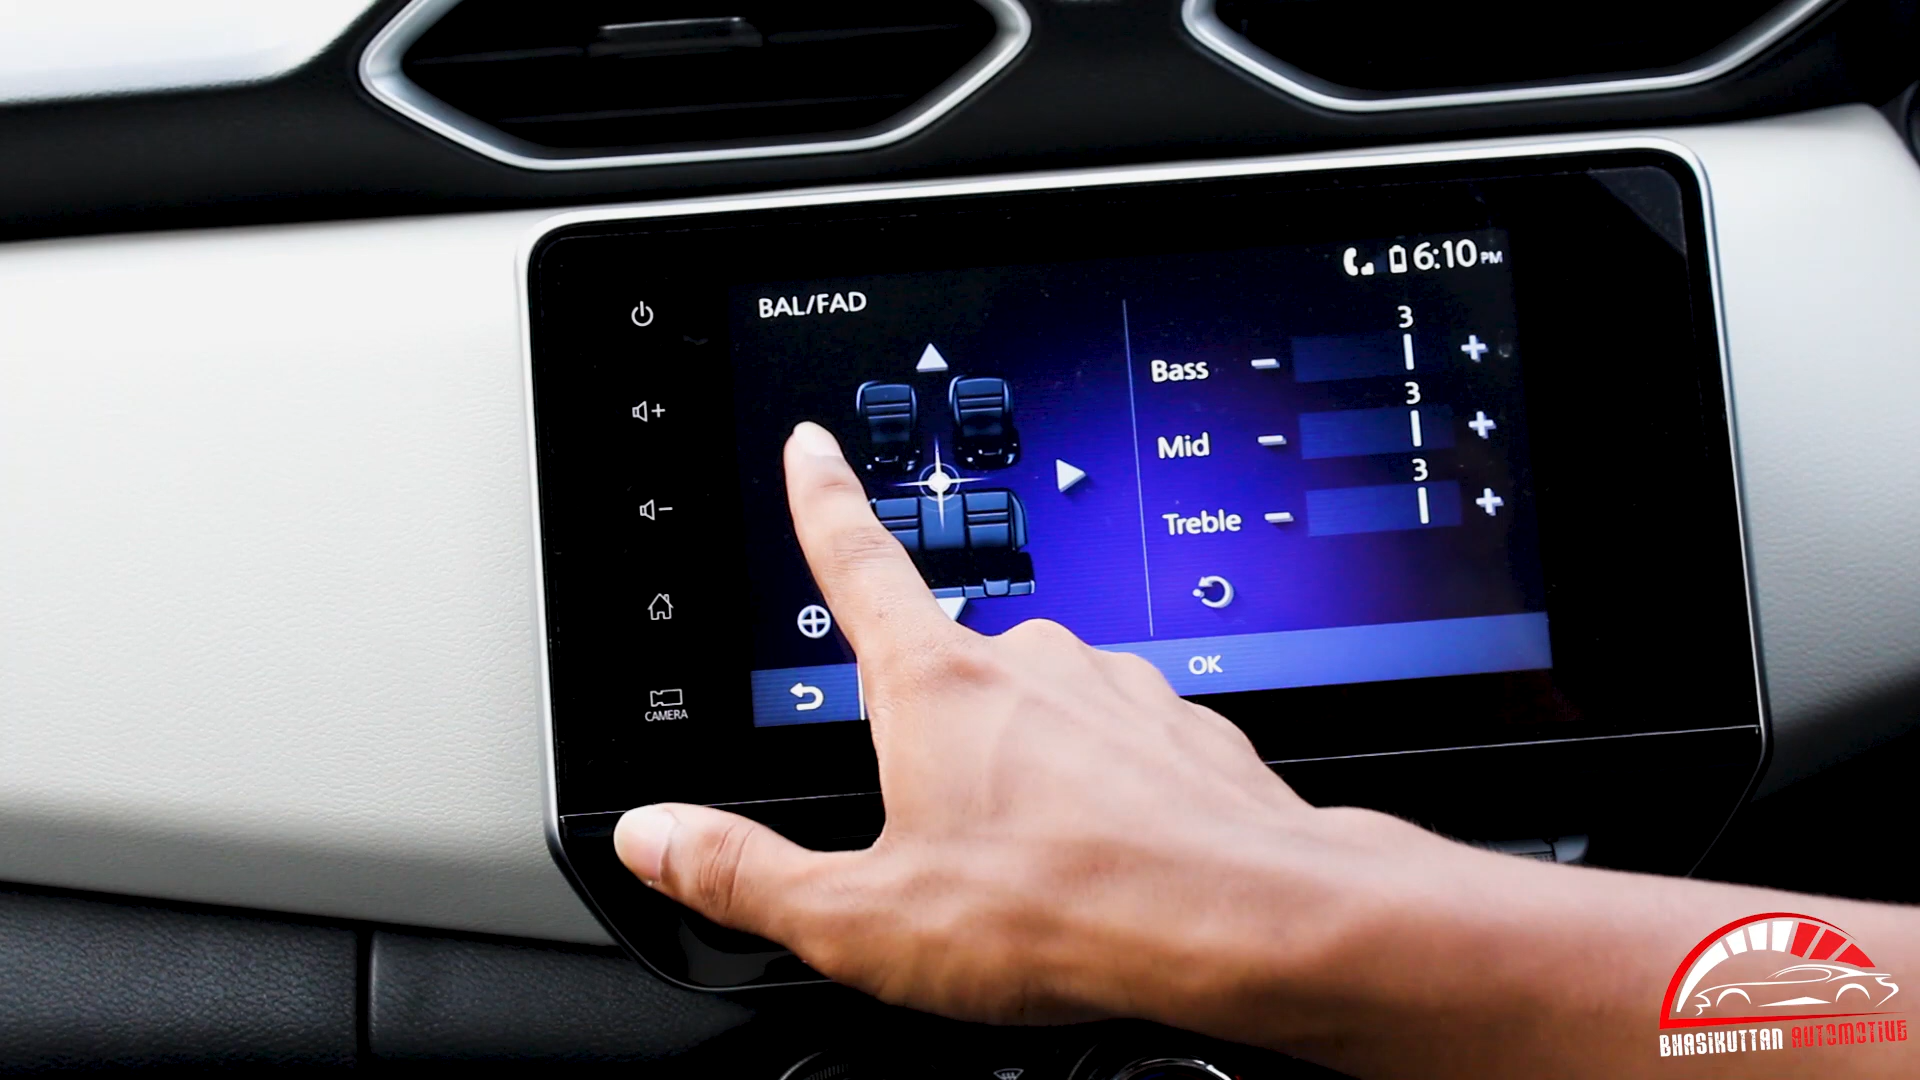 6:10 PM
BAL/FAD
3
Bass
3
Mid
3
Treble
OK
CAMERA
BHASIKUTTAN AUTOMOTIVE